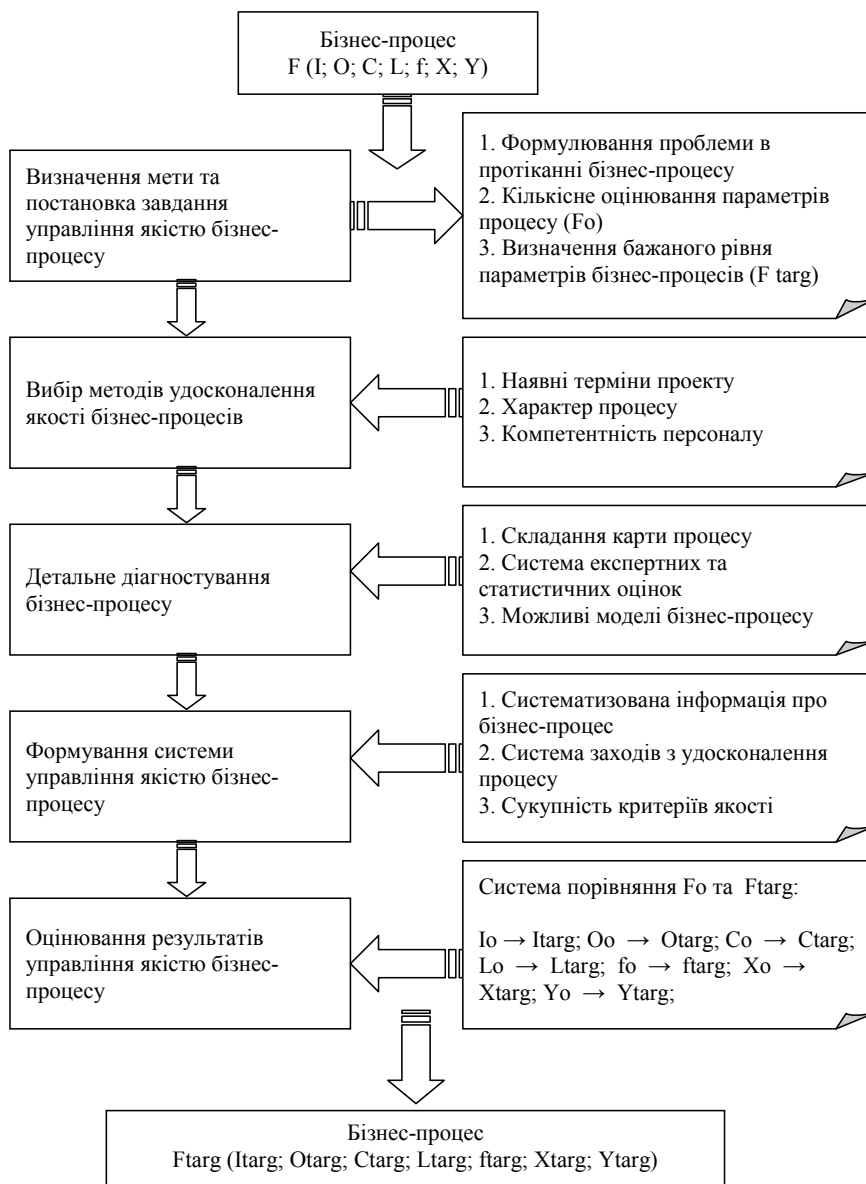 Бізнес-процес
F (I; O; C; L; f; X; Y)
Визначення мети та
постановка завдання
управління якістю бізнес-
процесу
1. Формулювання проблеми в
протіканні бізнес-процесу
2. Кількісне оцінювання параметрів
процесу (Fo)
3. Визначення бажаного рівня
параметрів бізнес-процесів (F targ)
Вибір методів удосконалення
якості бізнес-процесів
1. Наявні терміни проекту
2. Характер процесу
3. Компетентність персоналу
Детальне діагностування
бізнес-процесу
1. Складання карти процесу
2. Система експертних та
статистичних оцінок
3. Можливі моделі бізнес-процесу
Формування системи
управління якістю бізнес-
процесу
1. Систематизована інформація про
бізнес-процес
2. Система заходів з удосконалення
процесу
3. Сукупність критеріїв якості
Оцінювання результатів
управління якістю бізнес-
процесу
Система порівняння Fo та Ftarg:
Io → Itarg; Oo → Otarg; Co → Ctarg;
Lo → Ltarg; fo → ftarg; Xo →
Xtarg; Yo → Ytarg;
Бізнес-процес
Ftarg (Itarg; Otarg; Ctarg; Ltarg; ftarg; Xtarg; Ytarg)